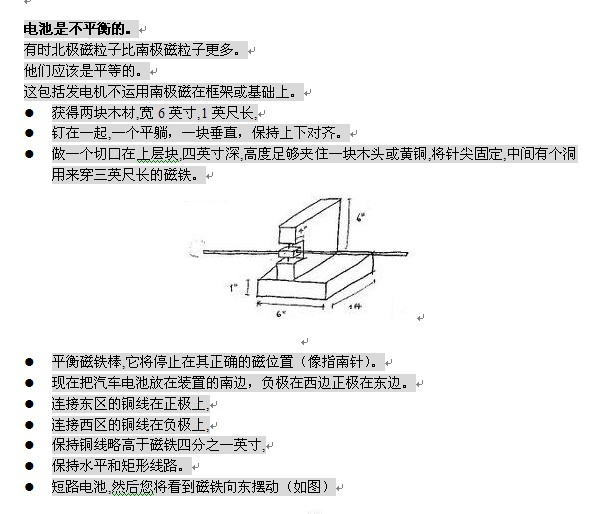 电池是不平衡的。
有时北极磁粒子比南极磁粒子更多。
他们应该是平等的。
这包括发电机不运用南极磁在框架或基础上。
● 获得两块木材,宽 6 英寸,1 英尺长,
● 钉在一起,一个平躺，一块垂直，保持上下对齐。
● 做一个切口在上层块,四英寸深,高度足够夹住一块木头或黄铜,将针尖固定,中间有个洞
用来穿三英尺长的磁铁。
6"
4"
1"
6"
1ft
● 平衡磁铁棒,它将停止在其正确的磁位置（像指南针）。
● 现在把汽车电池放在装置的南边，负极在西边正极在东边。
● 连接东区的铜线在正极上,
● 连接西区的铜线在负极上,
● 保持铜线略高于磁铁四分之一英寸,
● 保持水平和矩形线路。
● 短路电池,然后您将看到磁铁向东摆动（如图）